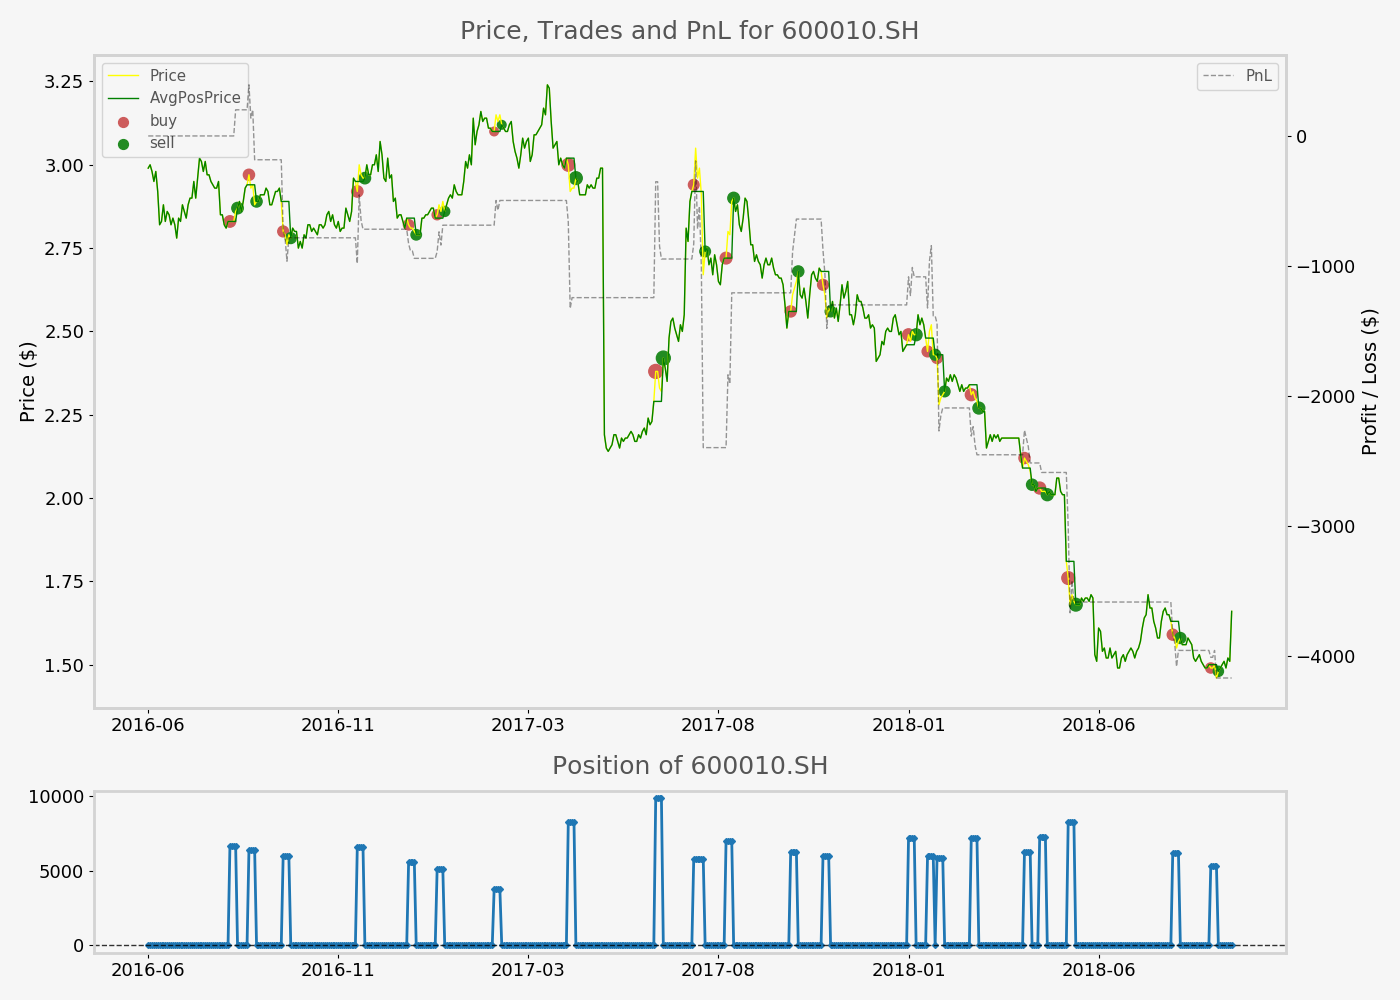 Price, Trades and PnL for 600010.SH
Price
AvgPosPrice
buy
sell
PnL
3.25
3.00
2.75
2.50
2.25
2.00
1.75
1.50
Price ($)
0
−1000
−2000
−3000
−4000
Profit / Loss ($)
2016-06 2016-11 2017-03 2017-08 2018-01 2018-06
Position of 600010.SH
10000
5000
0
2016-06 2016-11 2017-03 2017-08 2018-01 2018-06